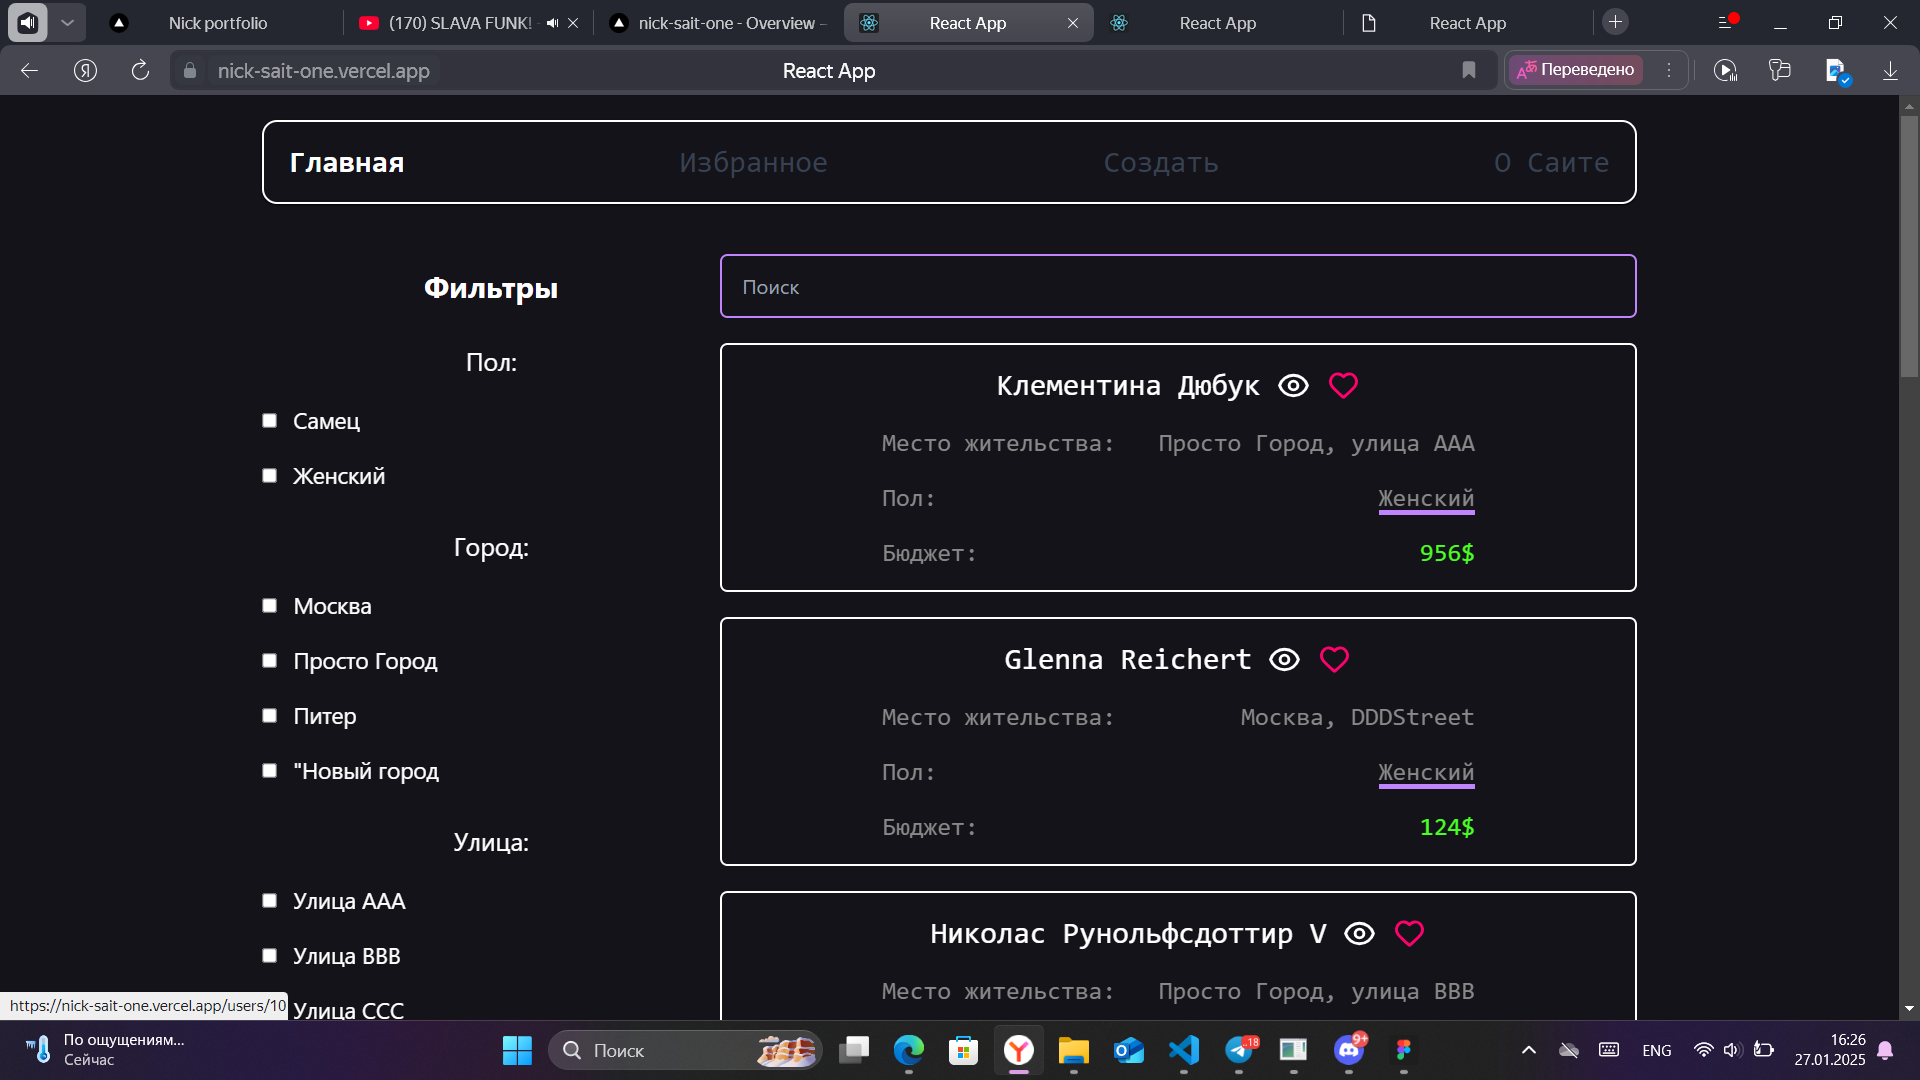 Nick portfolio
(170) SLAVA FUNK!
nick-sait-one - Overview –
React App
React App
React App
nick-sait-one.vercel.app
React App
Переведено
Главная
Избранное
Создать
О Сайте
Фильтры
Пол:
Самец
Женский
Город:
Москва
Просто Город
Питер
"Новый город
Улица:
Улица AAA
Улица BBB
Улица CCC
Поиск
Клементина Дюбук
Место жительства: Просто Город, улица AAA
Пол: Женский
Бюджет: 956$
Glenna Reichert
Место жительства: Москва, DDDStreet
Пол: Женский
Бюджет: 124$
Николас Рунольфсдоттир V
Место жительства: Просто Город, улица BBB
https://nick-sait-one.vercel.app/users/10
По ощущениям...
Сейчас
Поиск
18
9+
ENG
16:26
27.01.2025